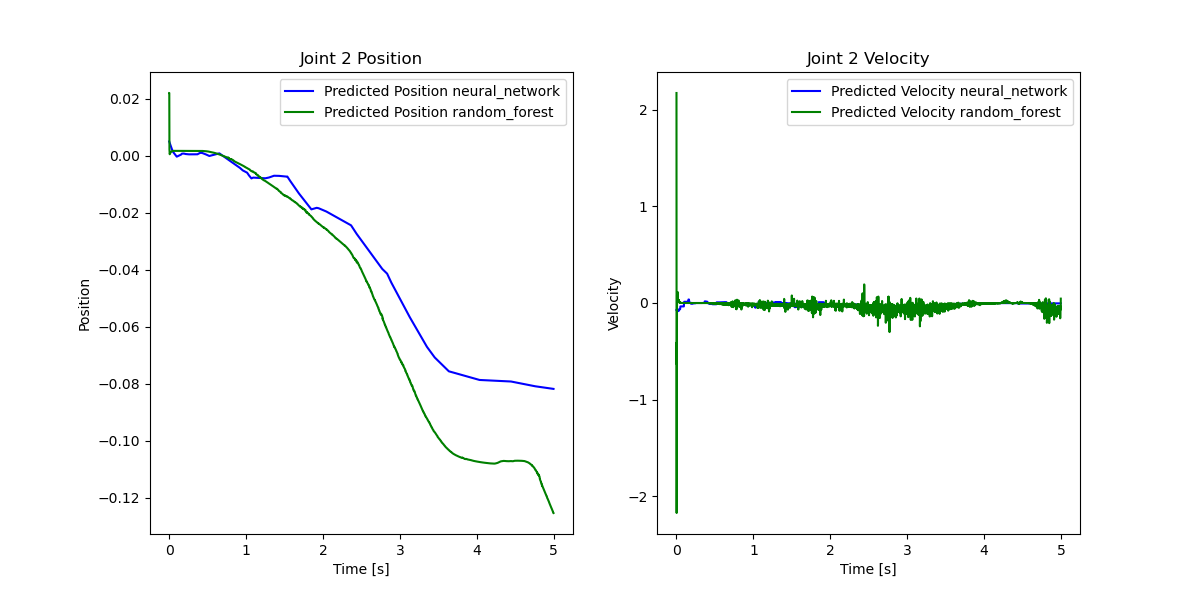 Joint 2 Position
Predicted Position neural_network
Predicted Position random_forest
0.02
0.00
−0.02
−0.04
−0.06
−0.08
−0.10
−0.12
Position
0 1 2 3 4 5
Time [s]
Joint 2 Velocity
Predicted Velocity neural_network
Predicted Velocity random_forest
2
1
0
−1
−2
Velocity
0 1 2 3 4 5
Time [s]